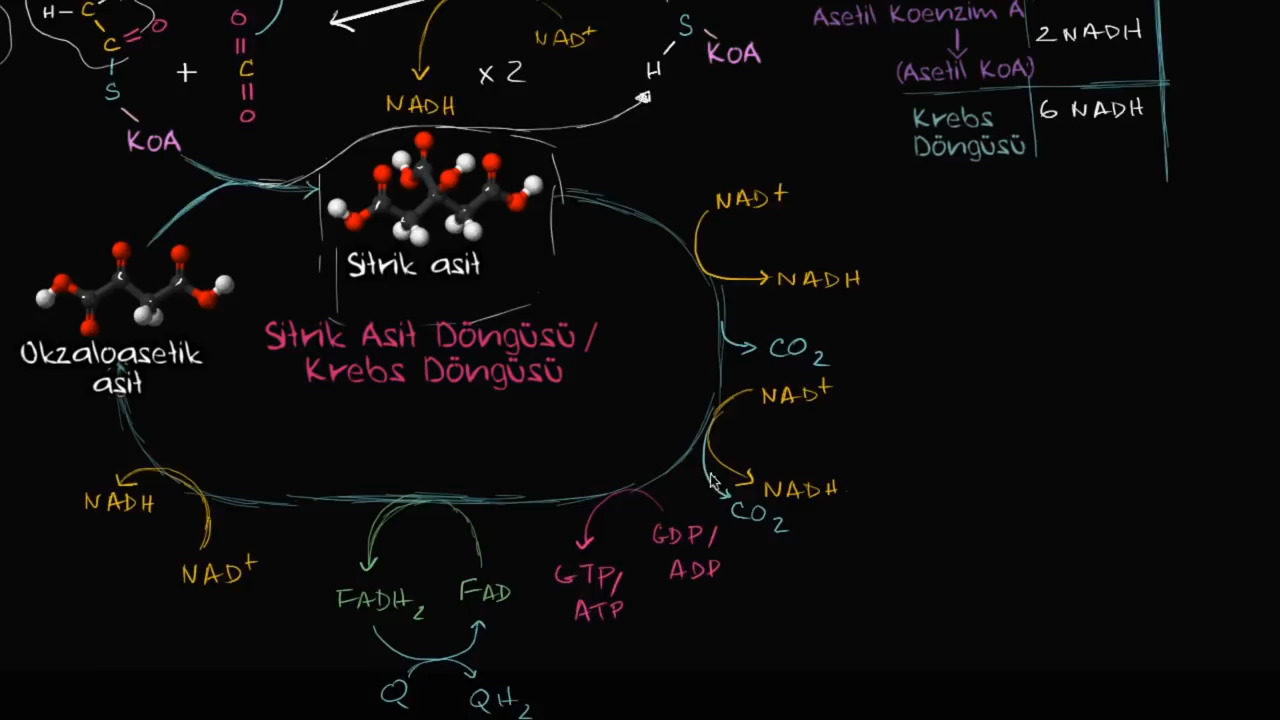 H – C
C = O
S
KOA
+
O
C
O
NADH
NAD+
x 2
S
H
KOA
Asetil Koenzim A
(Asetil KOA)
2 NADH
Krebs
Döngüsü
6 NADH
Sitrik asit
Sitrik Asit Döngüsü /
Krebs Döngüsü
Okzaloasetik
asit
NAD+
NADH
CO2
NAD+
NADH
CO2
GDP/
ADP
GTP/
ATP
FAD
FADH2
Q
QH2
NAD+
NADH